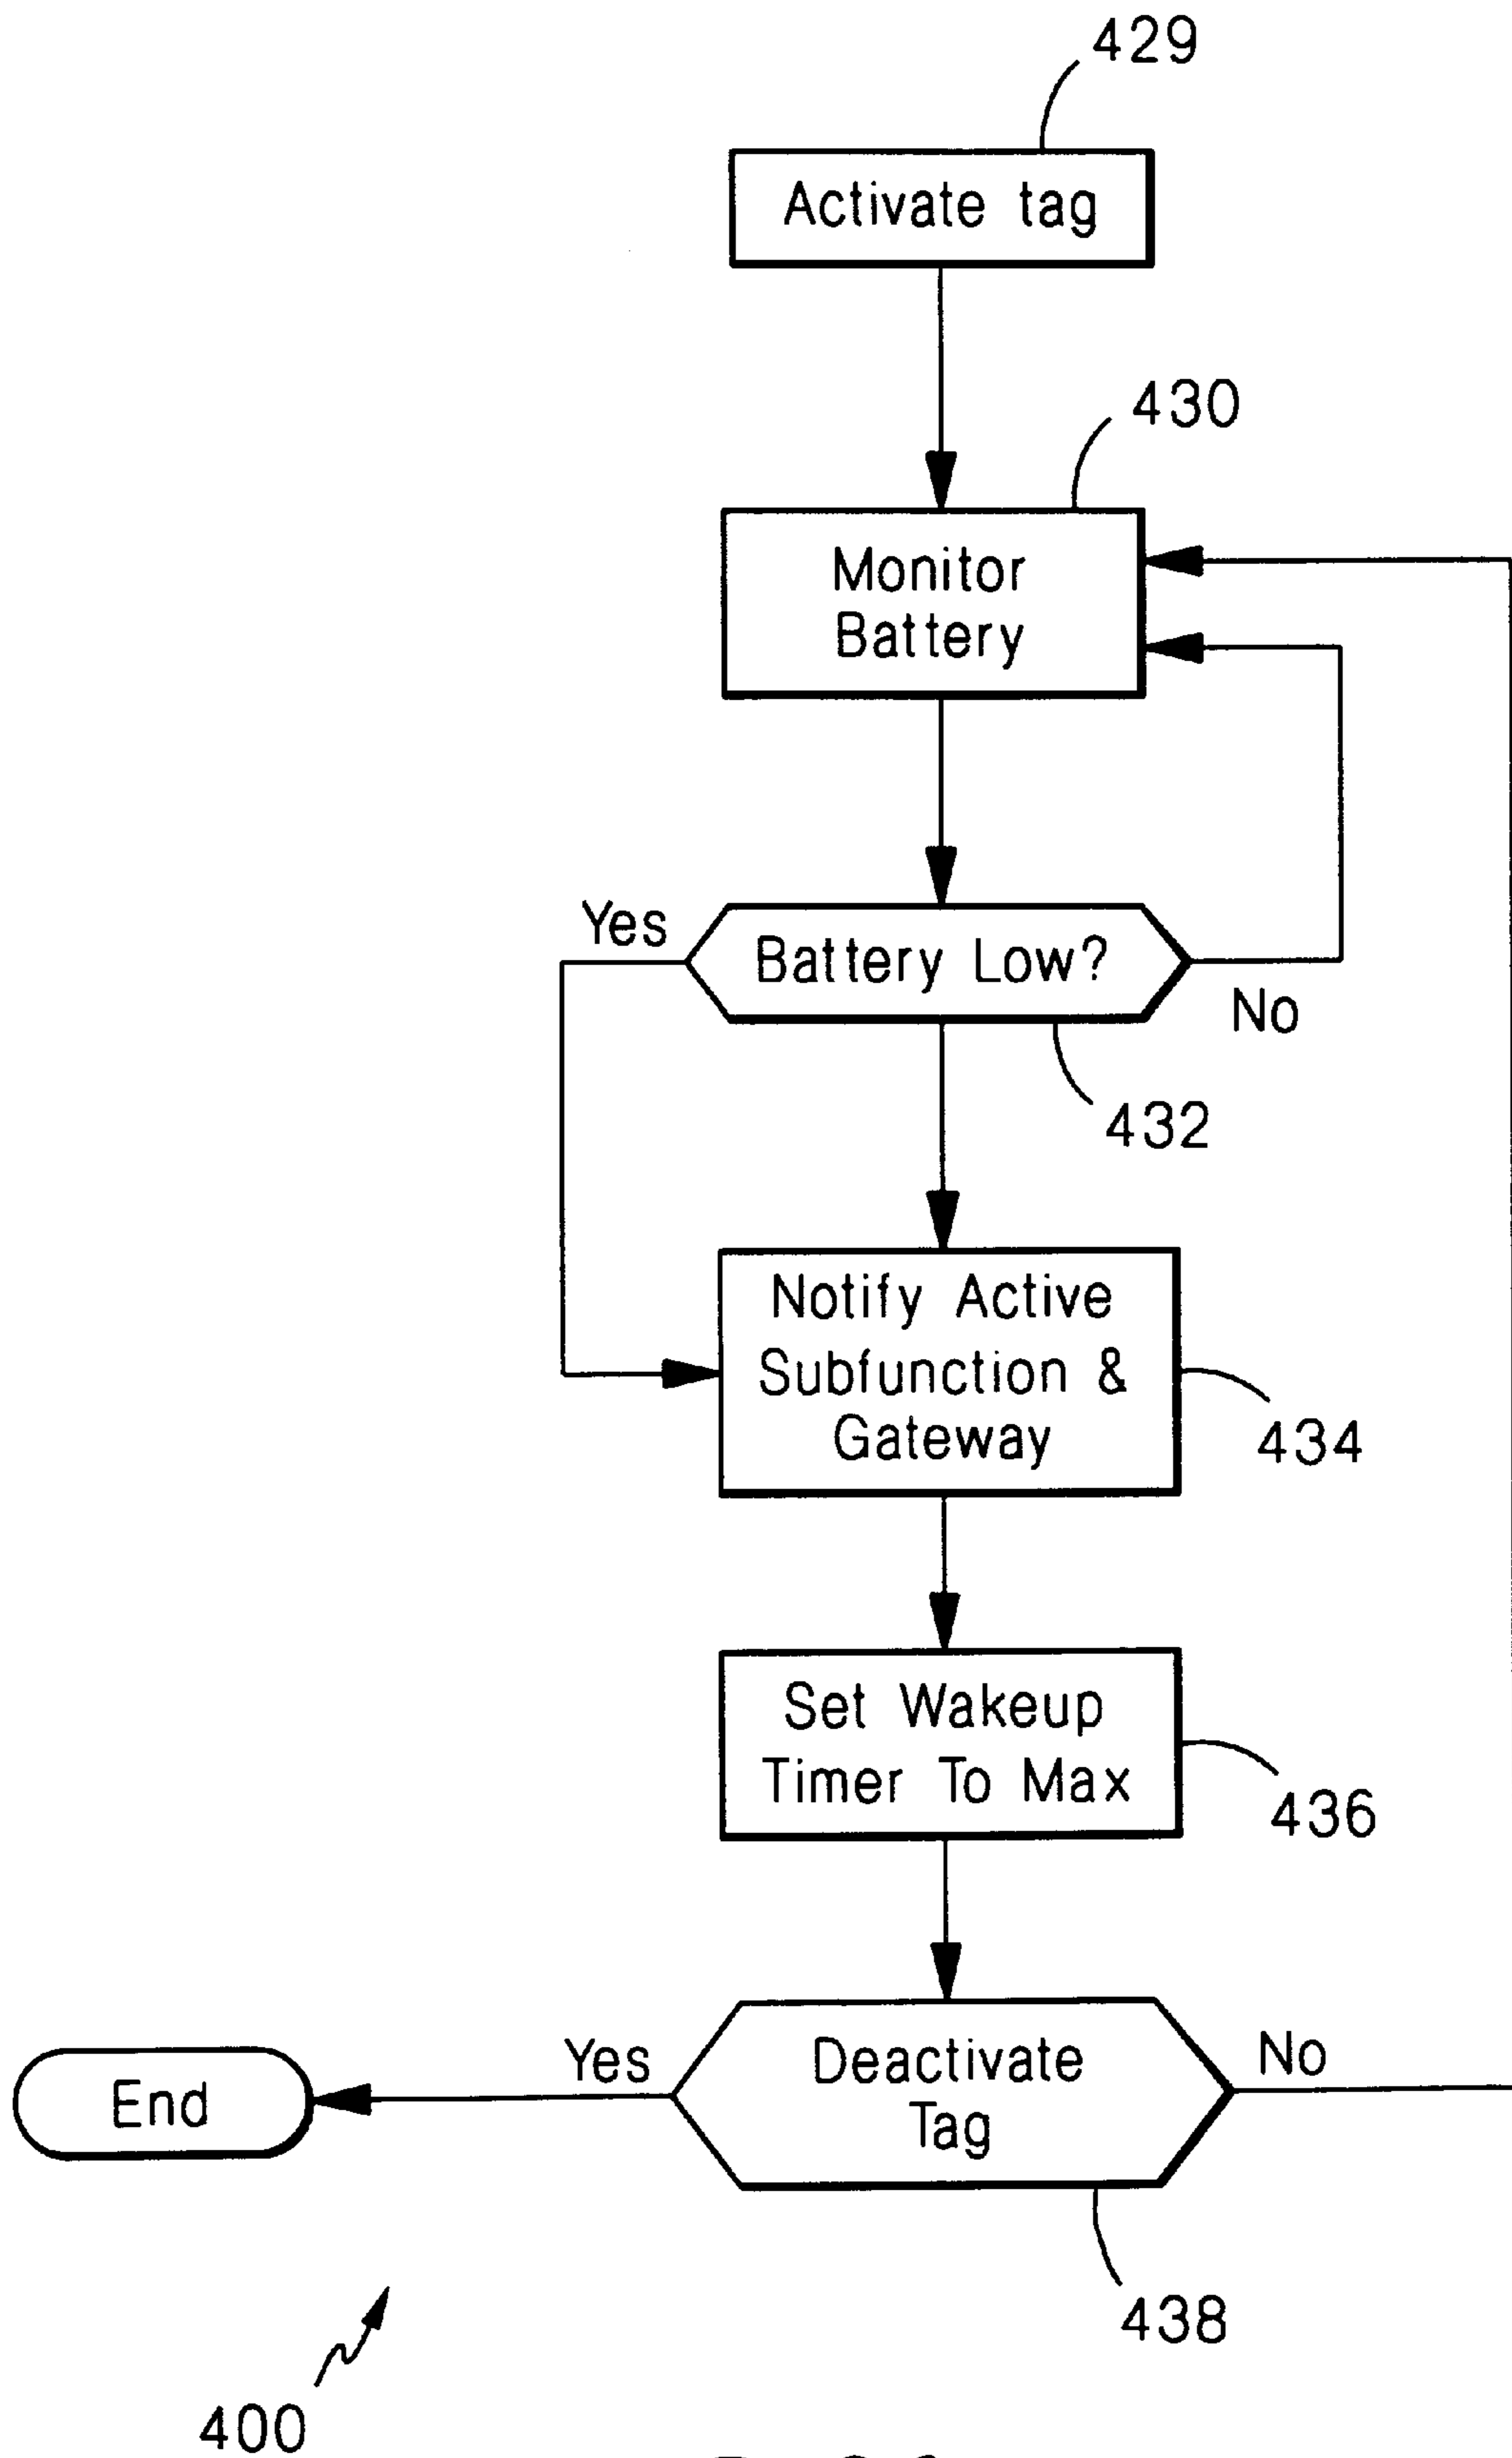 429
Activate tag
430
Monitor
Battery
Yes
Battery Low?
No
432
Notify Active
Subfunction &
Gateway
434
Set Wakeup
Timer To Max
436
End
Yes
Deactivate
Tag
No
438
400